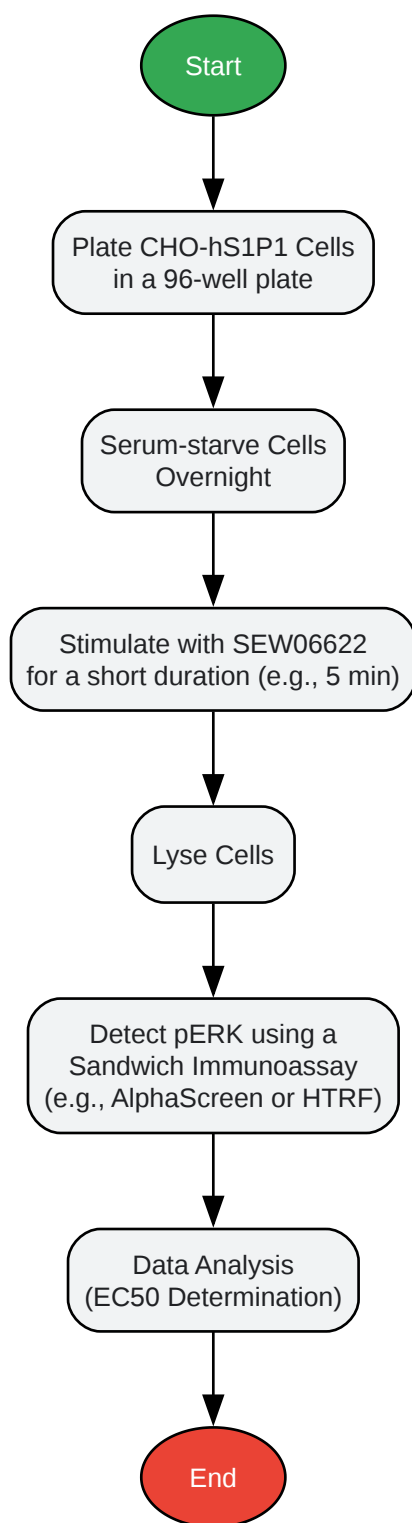 Start
Plate CHO-hS1P1 Cells
in a 96-well plate
Serum-starve Cells
Overnight
Stimulate with SEW06622
for a short duration (e.g., 5 min)
Lyse Cells
Detect pERK using a
Sandwich Immunoassay
(e.g., AlphaScreen or HTRF)
Data Analysis
(EC50 Determination)
End